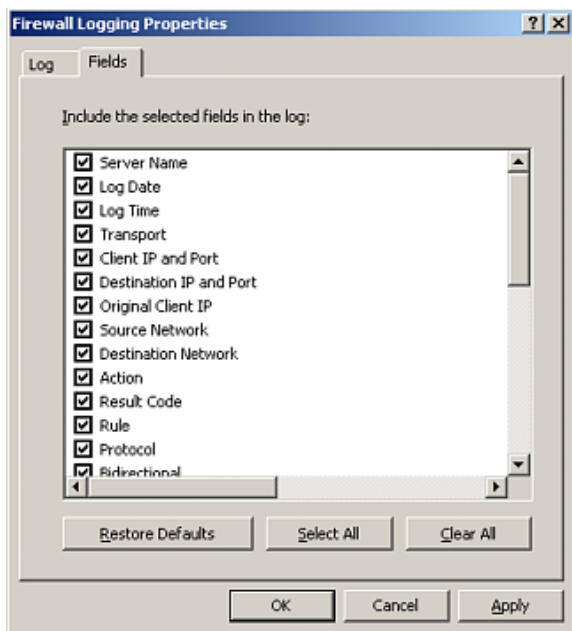 Firewall Logging Properties
Log
Fields
Include the selected fields in the log:
Server Name
Log Date
Log Time
Transport
Client IP and Port
Destination IP and Port
Original Client IP
Source Network
Destination Network
Action
Result Code
Rule
Protocol
Bidirectional
Restore Defaults
Select All
Clear All
OK
Cancel
Apply